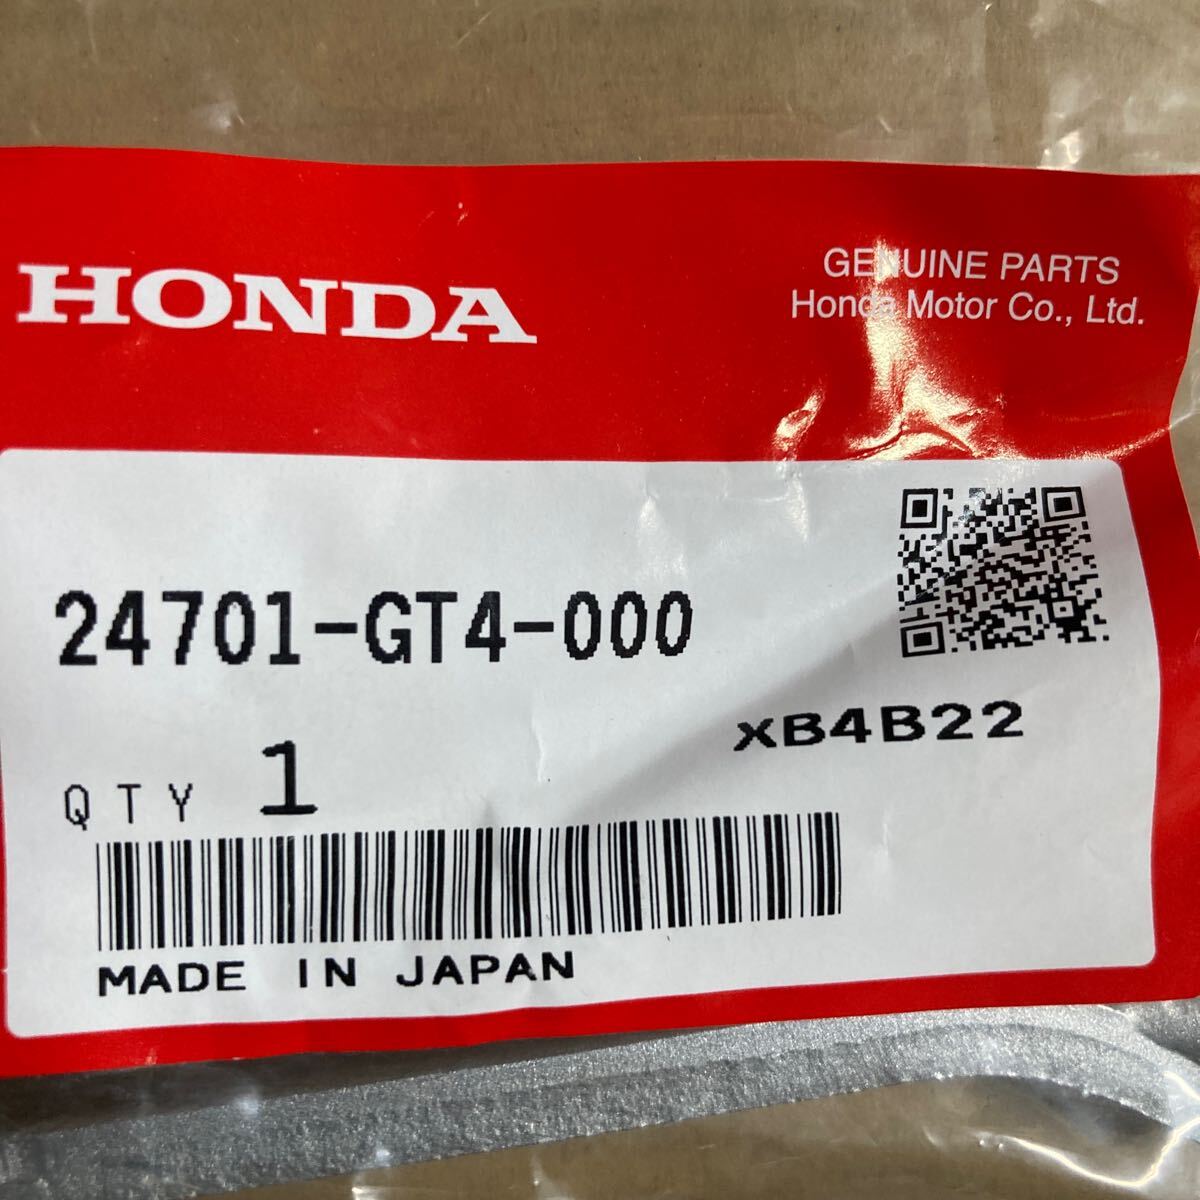 HONDA
GENUINE PARTS
Honda Motor Co., Ltd.
24701-GT4-000
XB4B22
QTY 1
MADE IN JAPAN